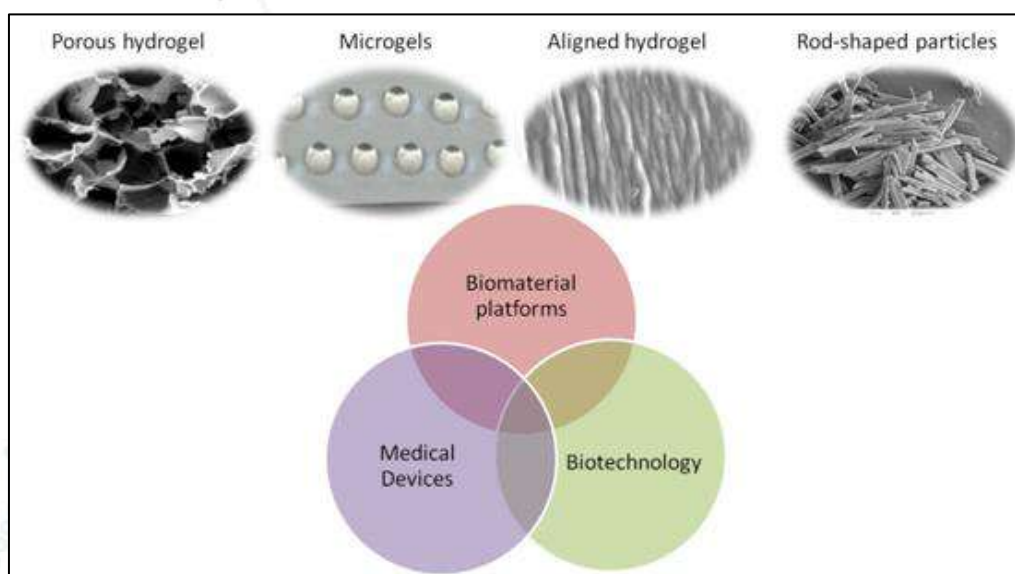 Porous hydrogel
Microgels
Aligned hydrogel
Rod-shaped particles
Biomaterial
platforms
Medical
Devices
Biotechnology